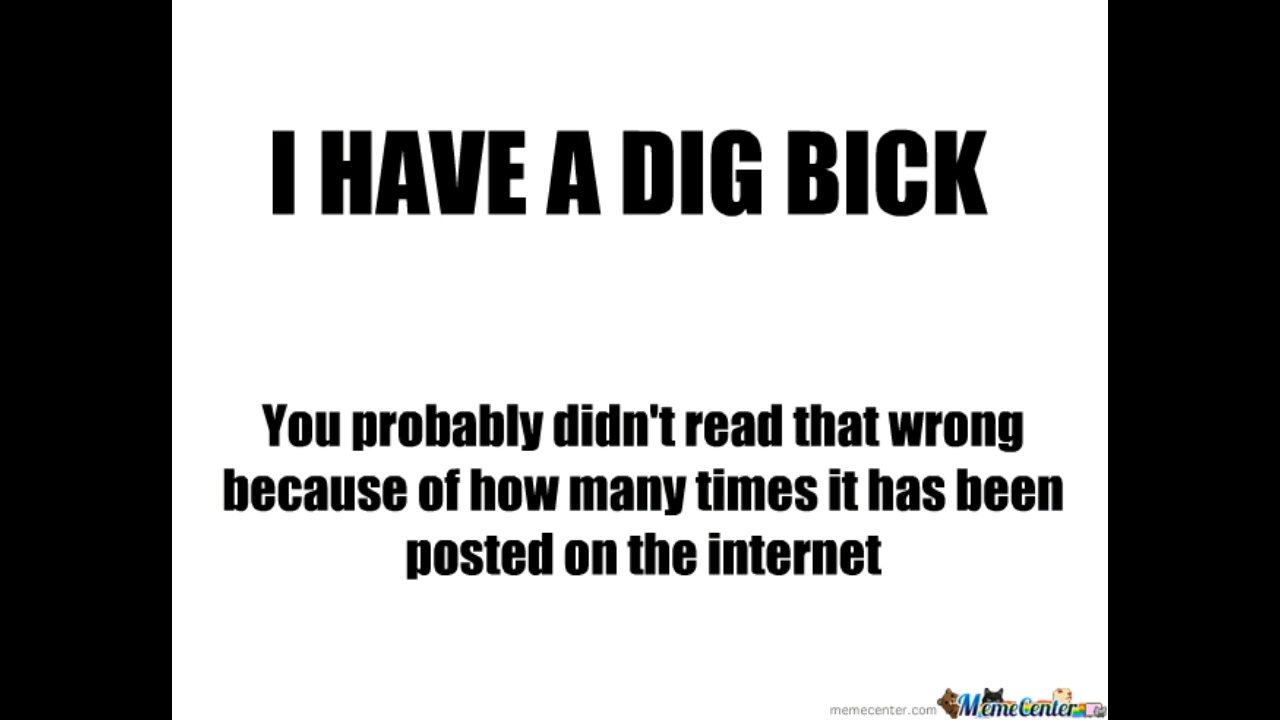 I HAVE A DIG BICK
You probably didn't read that wrong
because of how many times it has been
posted on the internet
memecenter.com MemeCenter